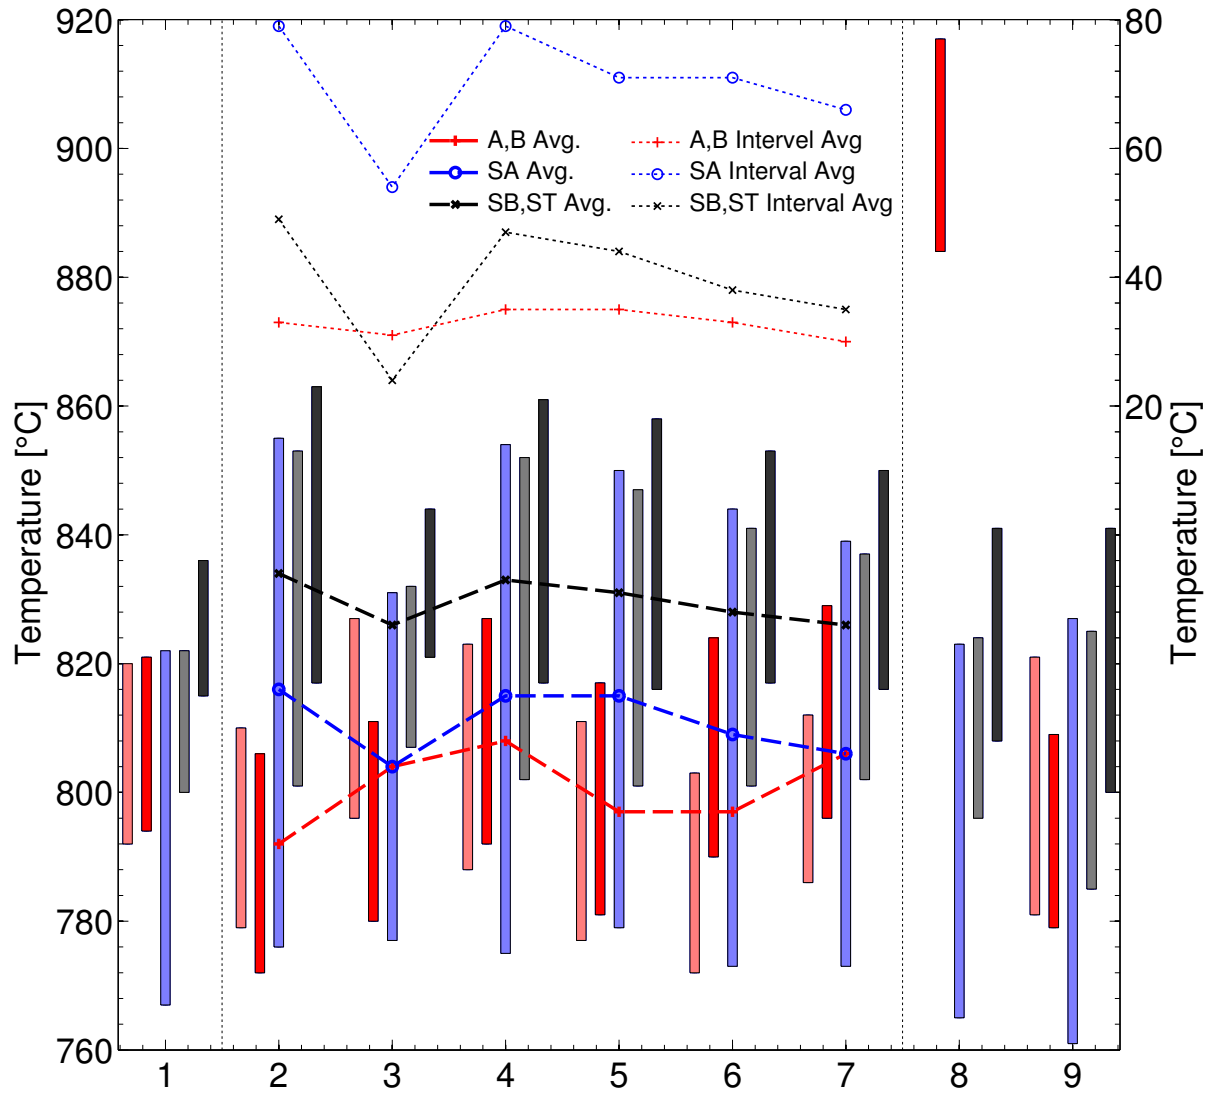 920
900
880
860
840
820
800
780
760
Temperature [°C]
A,B Avg.
SA Avg.
SB,ST Avg.
A,B Intervel Avg
SA Interval Avg
SB,ST Interval Avg
80
60
40
20
Temperature [°C]
1 2 3 4 5 6 7 8 9